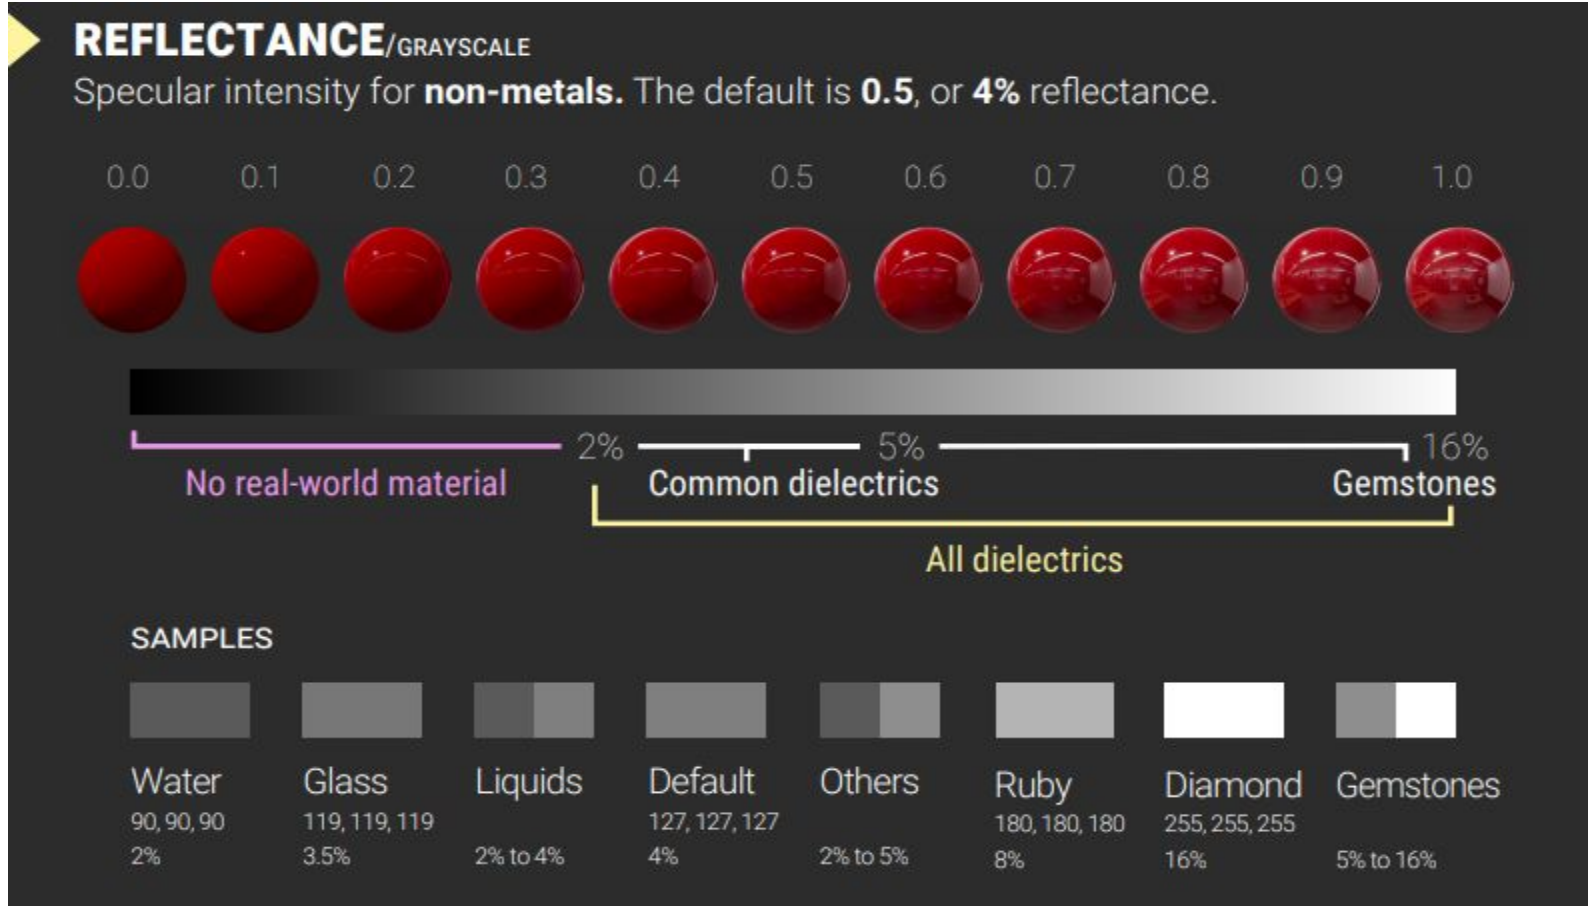 REFLECTANCE/GRAYSCALE
Specular intensity for non-metals. The default is 0.5, or 4% reflectance.
0.0 0.1 0.2 0.3 0.4 0.5 0.6 0.7 0.8 0.9 1.0
2% 5% 16%
No real-world material Common dielectrics Gemstones
All dielectrics
SAMPLES
Water Glass Liquids Default Others Ruby Diamond Gemstones
90, 90, 90 119, 119, 119 127, 127, 127 180, 180, 180 255, 255, 255
2% 3.5% 2% to 4% 4% 2% to 5% 8% 16% 5% to 16%